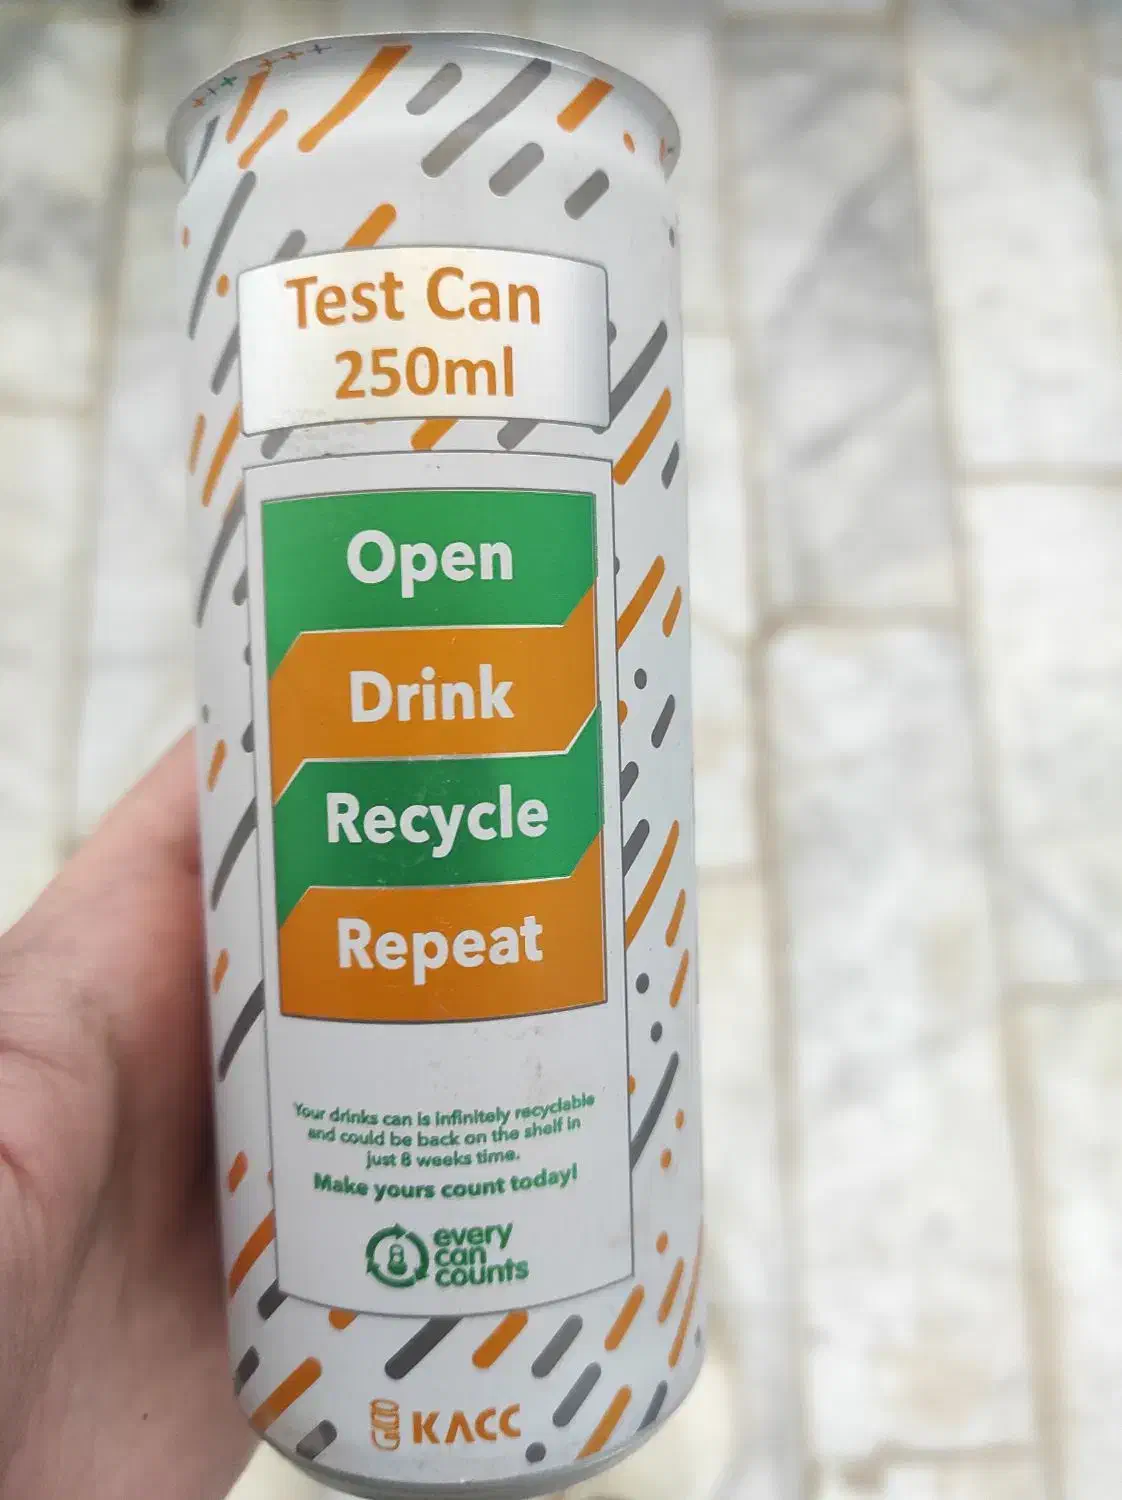 Test Can
250ml
Open
Drink
Recycle
Repeat
Your drinks can is infinitely recyclable
and could be back on the shelf in
just 8 weeks time.
Make yours count today!
every
can
counts
KACC